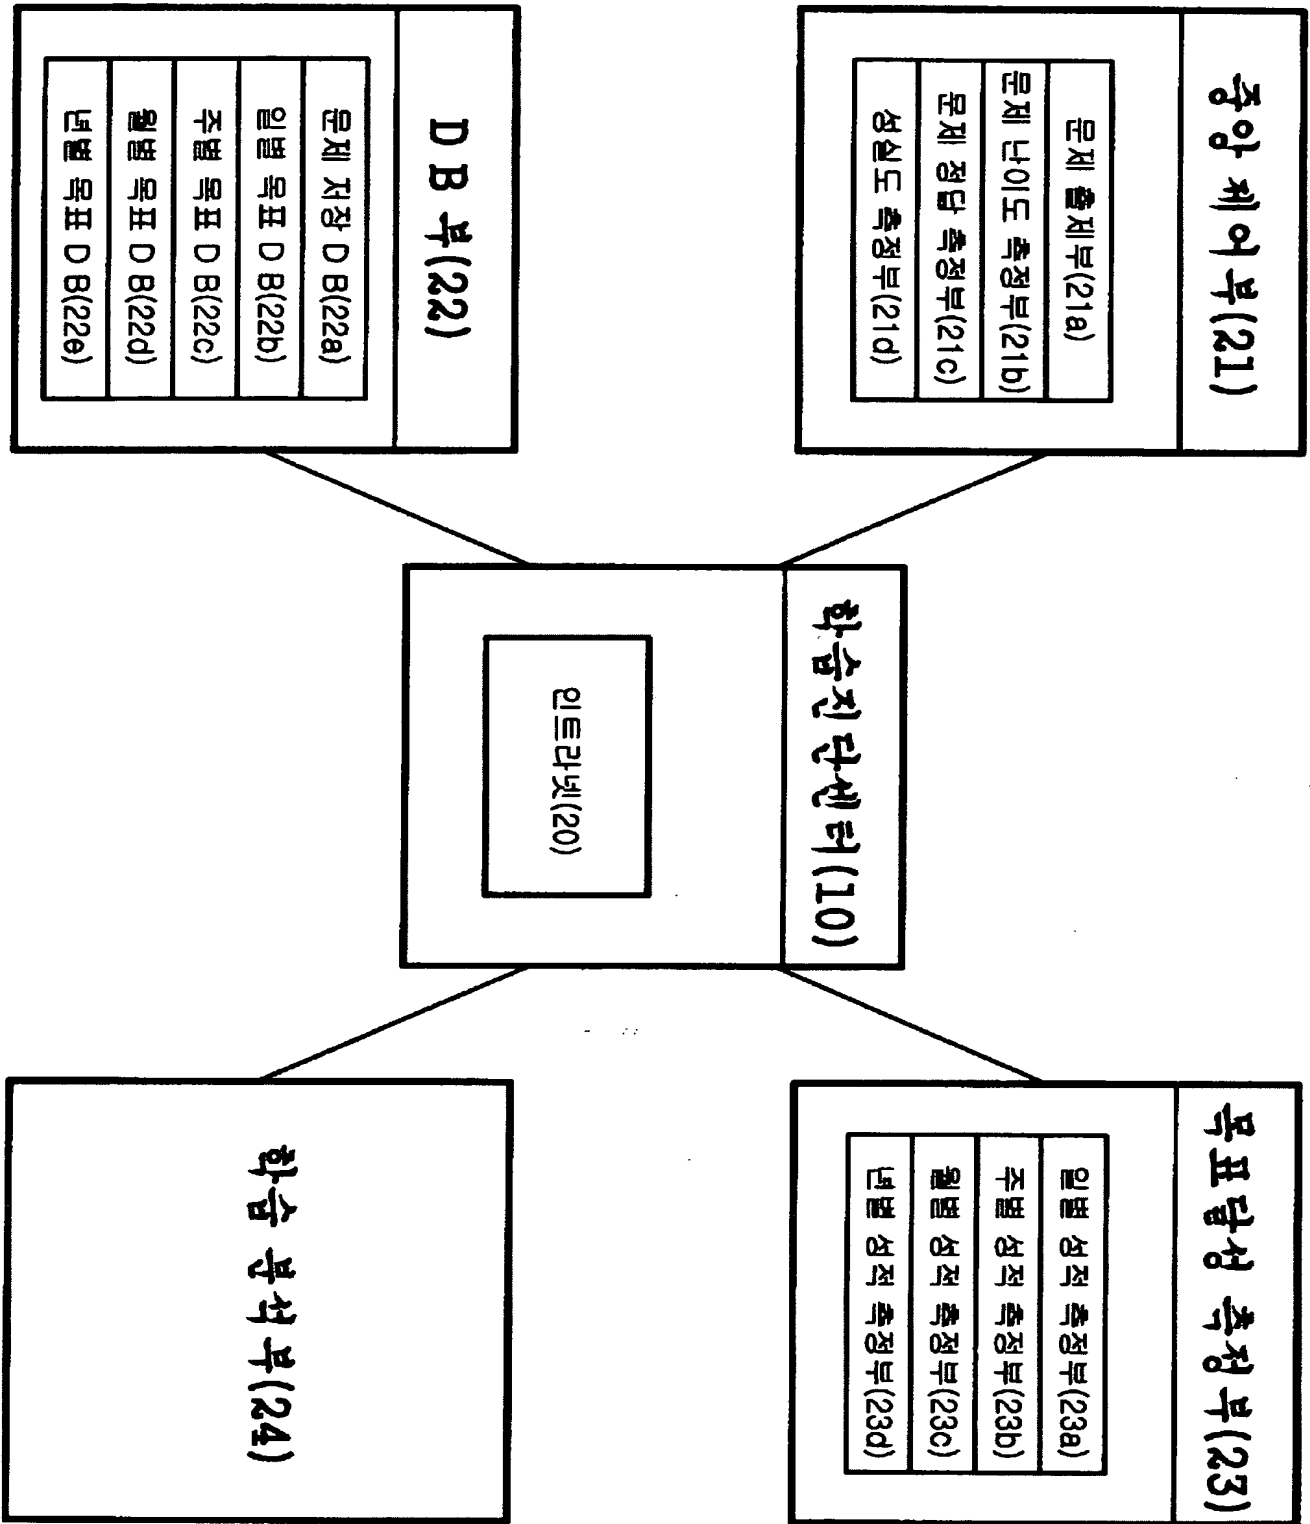 중앙제어부(21)
문제 출제부(21a)
문제 난이도 측정부(21b)
문제 정답 측정부(21c)
성실도 측정부(21d)
목표달성 측정부(23)
일별 성적 측정부(23a)
주별 성적 측정부(23b)
월별 성적 측정부(23c)
년별 성적 측정부(23d)
학습진단센터(10)
인트라넷(20)
DB부(22)
문제 저장 DB(22a)
일별 목표 DB(22b)
주별 목표 DB(22c)
월별 목표 DB(22d)
년별 목표 DB(22e)
학습 분석부(24)